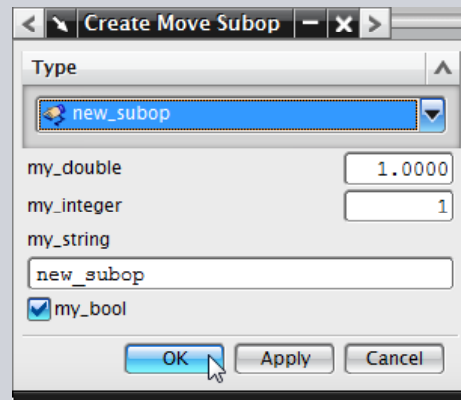 Create Move Subop
Type
new_subop
my_double 1.0000
my_integer 1
my_string
new_subop
my_bool
OK Apply Cancel